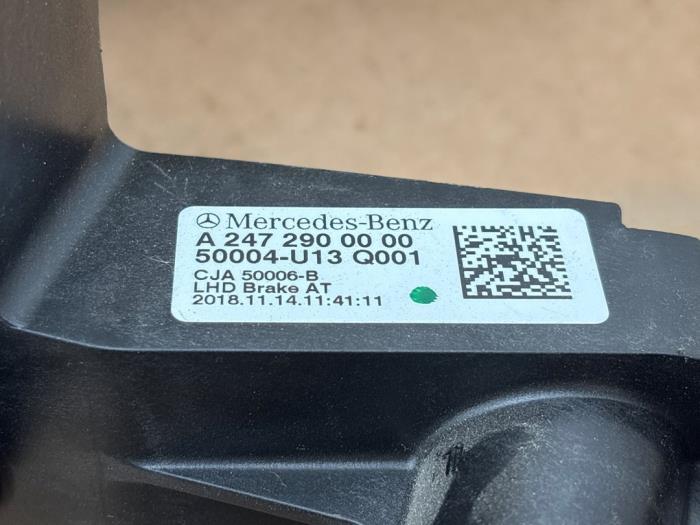 Mercedes-Benz
A 247 290 00 00
50004-U13 Q001
CJA 50006-B
LHD Brake AT
2018.11.14.11:41:11